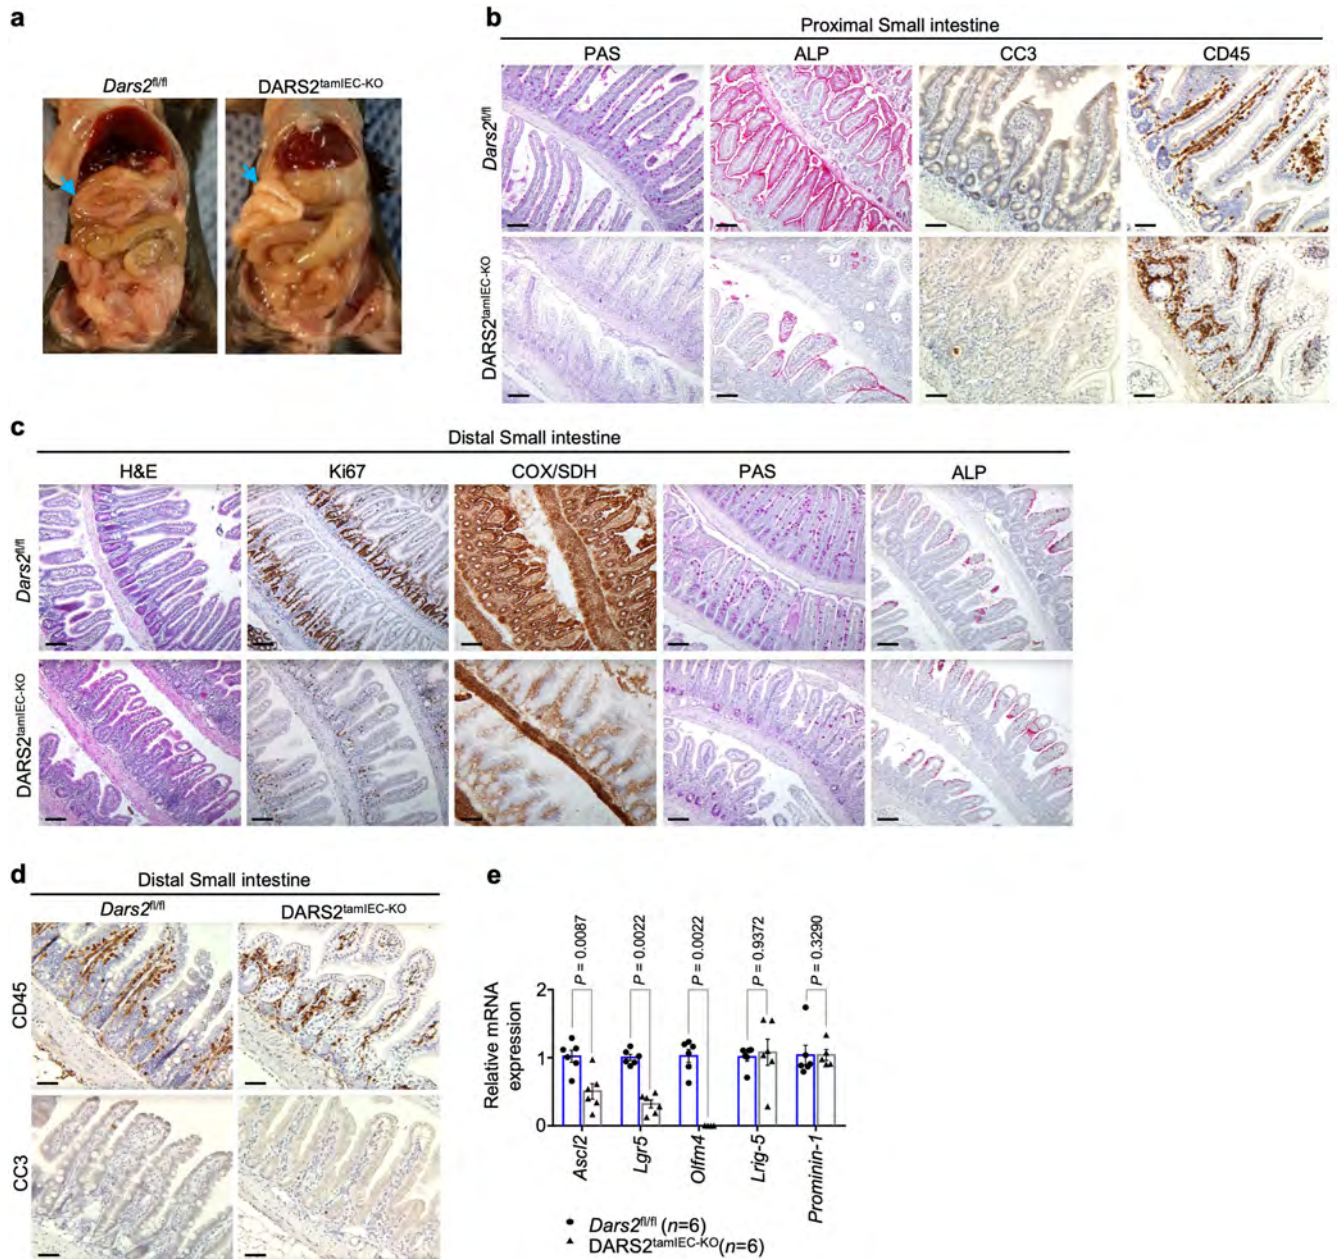 a
Dars2fl/fl
DARS2tamIEC-KO
b
Proximal Small intestine
PAS
ALP
CC3
CD45
Dars2fl/fl
DARS2tamIEC-KO
c
Distal Small intestine
H&E
Ki67
COX/SDH
PAS
ALP
Dars2fl/fl
DARS2tamIEC-KO
d
Distal Small intestine
Dars2fl/fl
DARS2tamIEC-KO
CD45
CC3
e
P = 0.0087
P = 0.0022
P = 0.0022
P = 0.9372
P = 0.3290
Relative mRNA
expression
2
1
0
Ascl2
Lgr5
Olfm4
Lrig-5
Prominin-1
● Dars2fl/fl (n=6)
▲ DARS2tamIEC-KO(n=6)